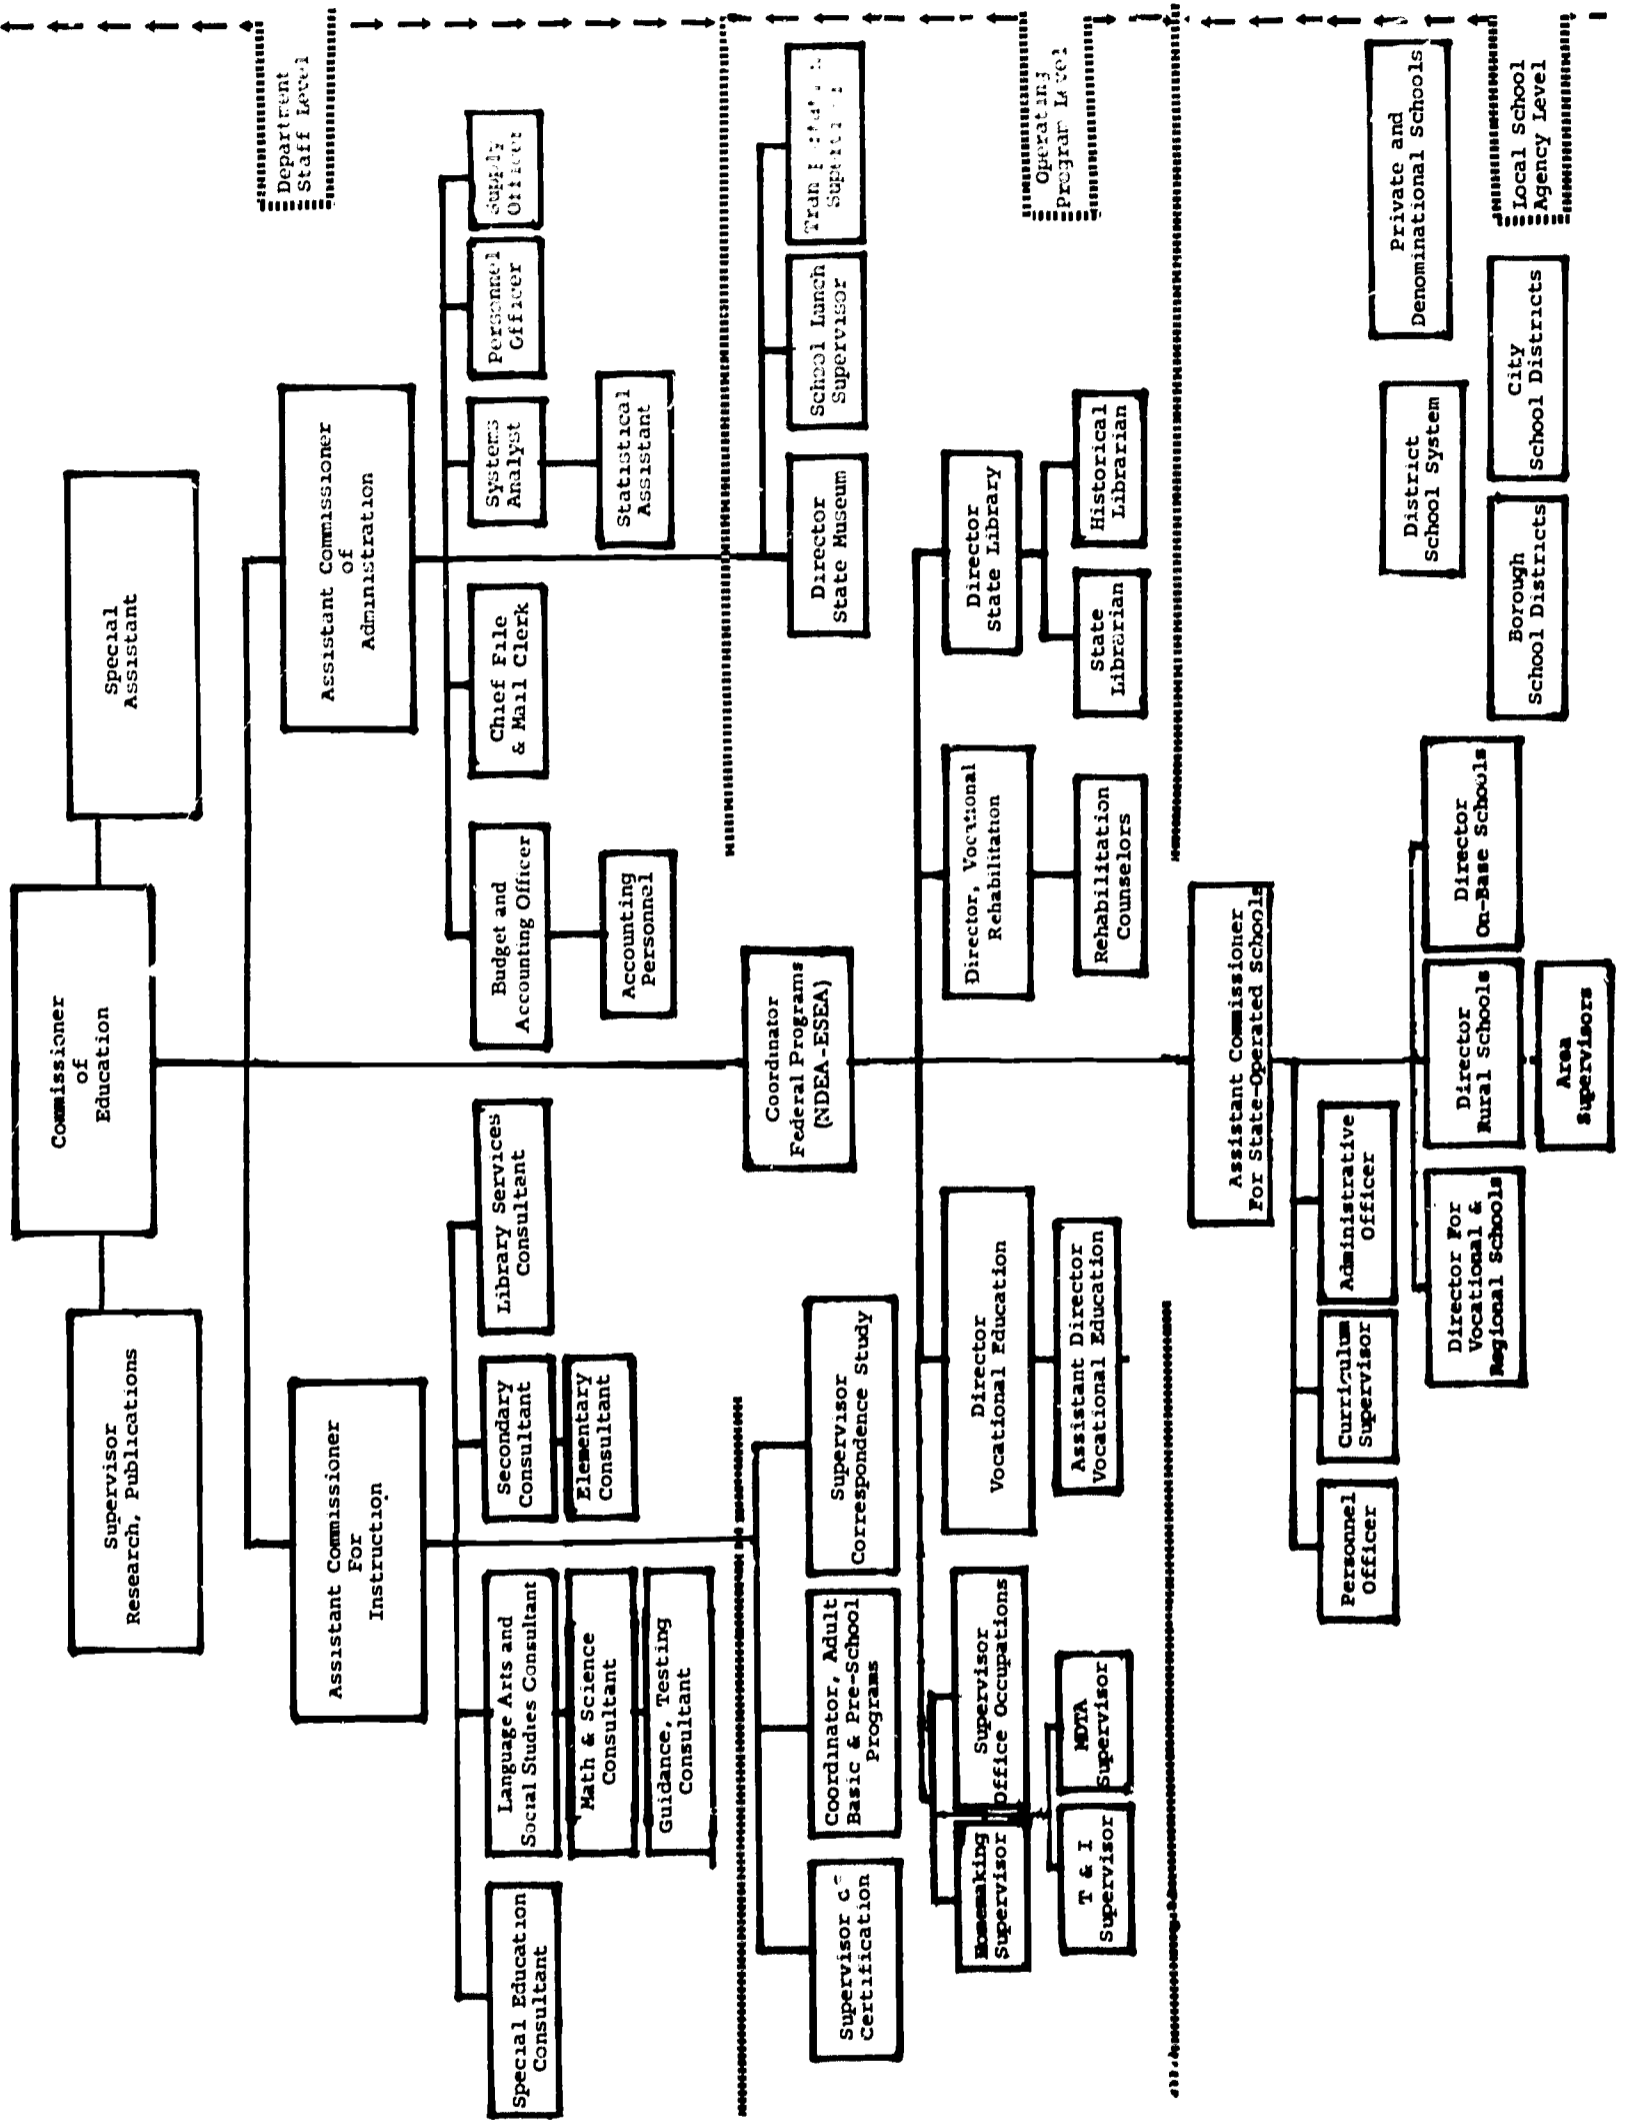 Commissioner
of
Education
Supervisor
Research, Publications
Special
Assistant
Assistant Commissioner
For
Instruction
Assistant Commissioner
of
Administration
Department
Staff Level
Special Education
Consultant
Language Arts and
Social Studies Consultant
Math & Science
Consultant
Guidance, Testing
Consultant
Secondary
Consultant
Elementary
Consultant
Library Services
Consultant
Budget and
Accounting Officer
Accounting
Personnel
Chief File
& Mail Clerk
Systems
Analyst
Statistical
Assistant
Personnel
Officer
Supply
Officer
Coordinator
Federal Programs
(NDEA-ESEA)
Supervisor
Certification
Coordinator, Adult
Basic & Pre-School
Programs
Supervisor
Correspondence Study
Director
State Museum
School Lunch
Supervisor
Operating
Program Level
Homemaking
Supervisor
Supervisor
Office Occupations
T & I
Supervisor
MDTA
Supervisor
Director
Vocational Education
Assistant Director
Vocational Education
Director, Vocational
Rehabilitation
Rehabilitation
Counselors
Director
State Library
State
Librarian
Historical
Librarian
Assistant Commissioner
For State-Operated Schools
Personnel
Officer
Curriculum
Supervisor
Administrative
Officer
Director For
Vocational &
Regional Schools
Director
Rural Schools
Area
Supervisors
Director
On-Base Schools
District
School System
Private and
Denominational Schools
Borough
School Districts
City
School Districts
Local School
Agency Level